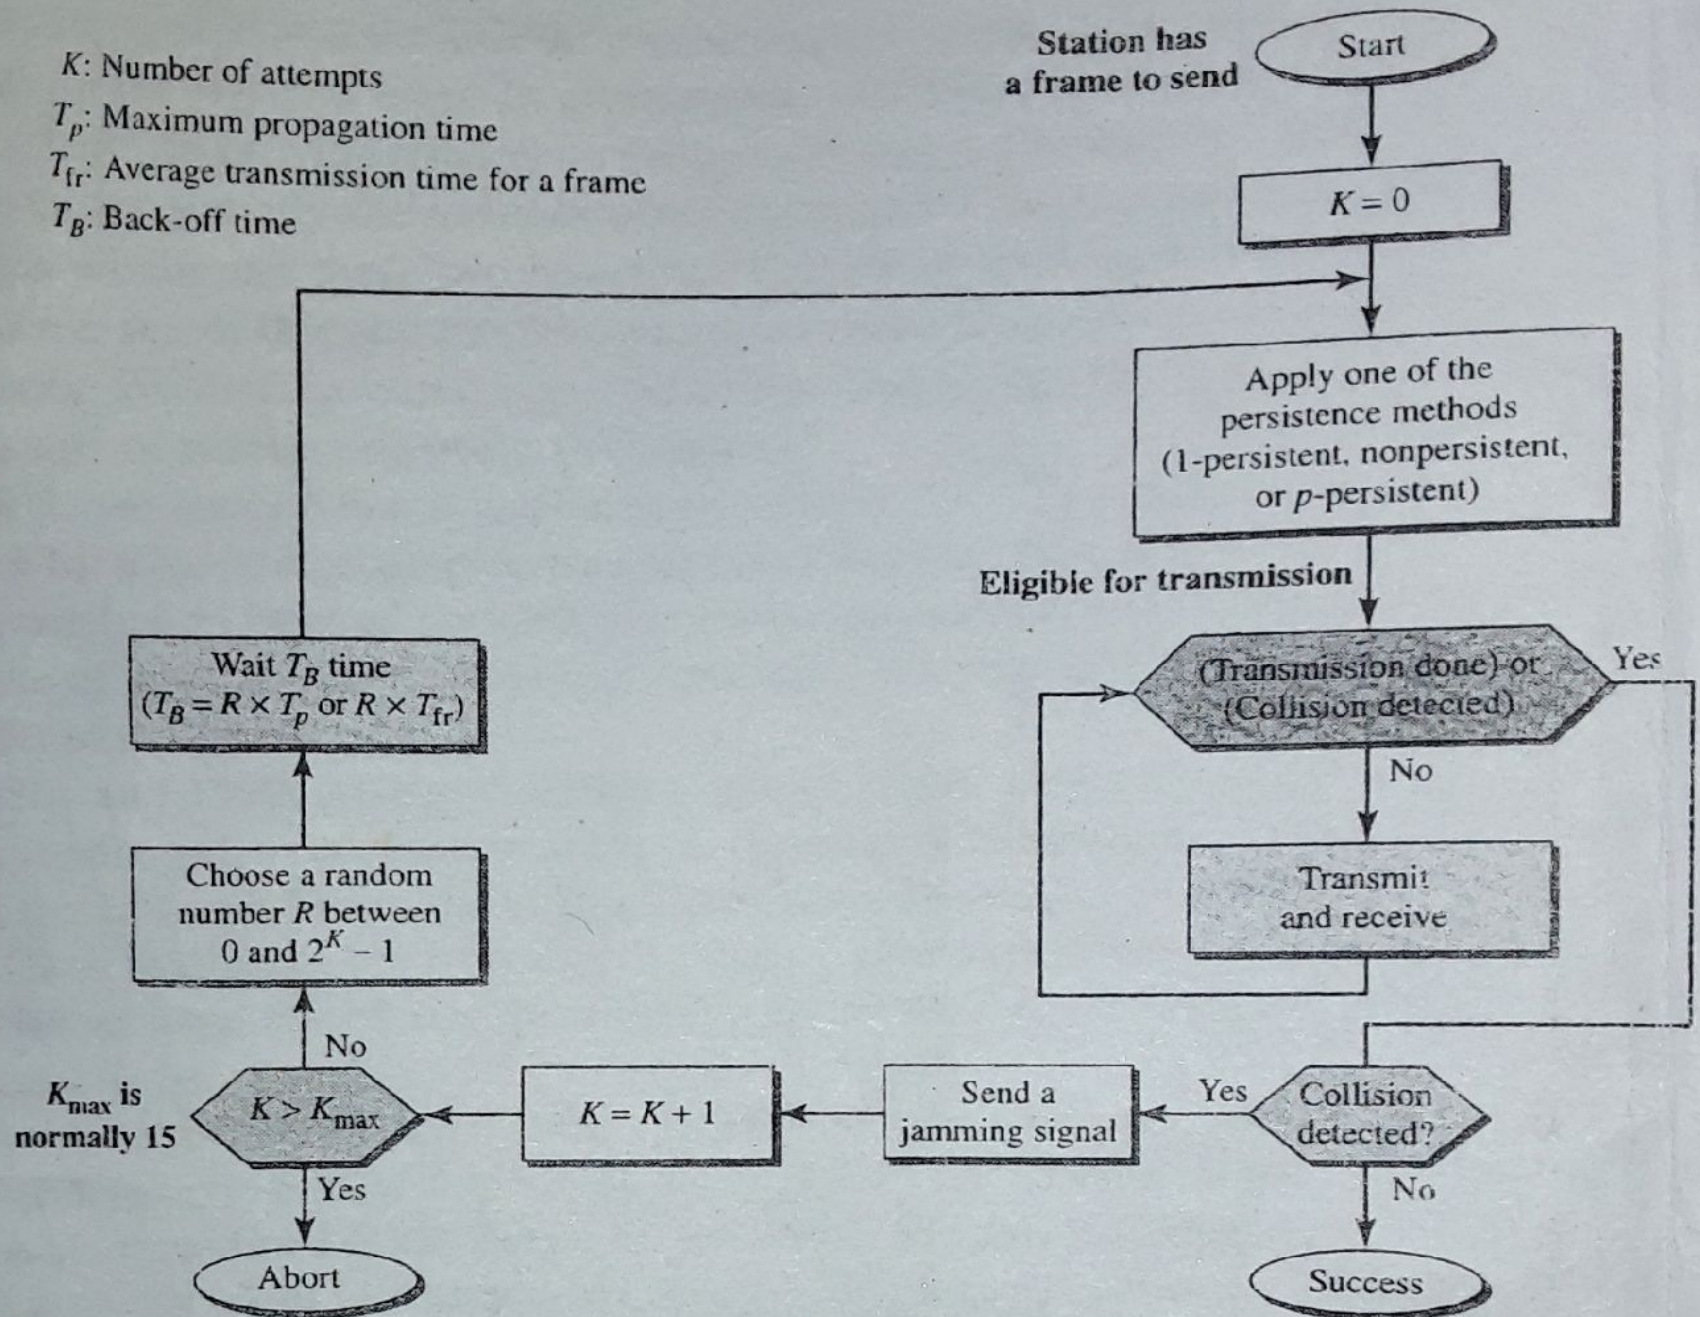 K: Number of attempts
Tp: Maximum propagation time
Tfr: Average transmission time for a frame
TB: Back-off time
Station has
a frame to send
Start
K = 0
Apply one of the
persistence methods
(1-persistent, nonpersistent,
or p-persistent)
Eligible for transmission
(Transmission done) or
(Collision detected)
Yes
No
Transmit
and receive
Wait TB time
(TB = R × Tp or R × Tfr)
Choose a random
number R between
0 and 2^K – 1
No
Kmax is
normally 15
K > Kmax
K = K + 1
Send a
jamming signal
Yes
Collision
detected?
Yes
No
Abort
Success